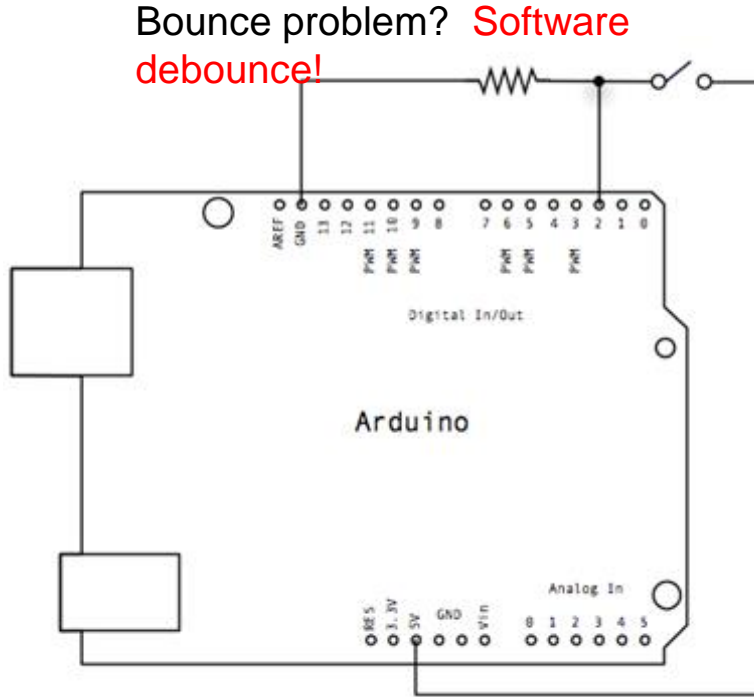 Bounce problem? Software
debounce!
AREF
GND
13
12
11
10
9
8
7
6
5
4
3
2
1
0
PWM
PWM
PWM
PWM
PWM
PWM
Digital In/Out
Arduino
Analog In
RES
3.3V
5V
GND
Vin
0
1
2
3
4
5